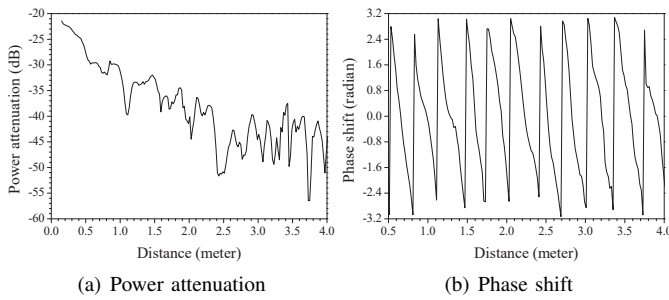 -20
-25
-30
-35
-40
-45
-50
-55
-60
Power attenuation (dB)
0.0 0.5 1.0 1.5 2.0 2.5 3.0 3.5 4.0
Distance (meter)
(a) Power attenuation
3.2
2.4
1.6
0.8
0.0
-0.8
-1.6
-2.4
-3.2
Phase shift (radian)
0.5 1.0 1.5 2.0 2.5 3.0 3.5 4.0
Distance (meter)
(b) Phase shift